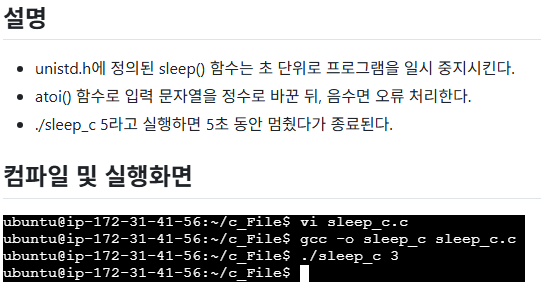 설명
unistd.h에 정의된 sleep() 함수는 초 단위로 프로그램을 일시 중지시킨다.
atoi() 함수로 입력 문자열을 정수로 바꾼 뒤, 음수면 오류 처리한다.
./sleep_c 5라고 실행하면 5초 동안 멈췄다가 종료된다.
컴파일 및 실행화면
ubuntu@ip-172-31-41-56:~/c_File$ vi sleep_c.c
ubuntu@ip-172-31-41-56:~/c_File$ gcc -o sleep_c sleep_c.c
ubuntu@ip-172-31-41-56:~/c_File$ ./sleep_c 3
ubuntu@ip-172-31-41-56:~/c_File$